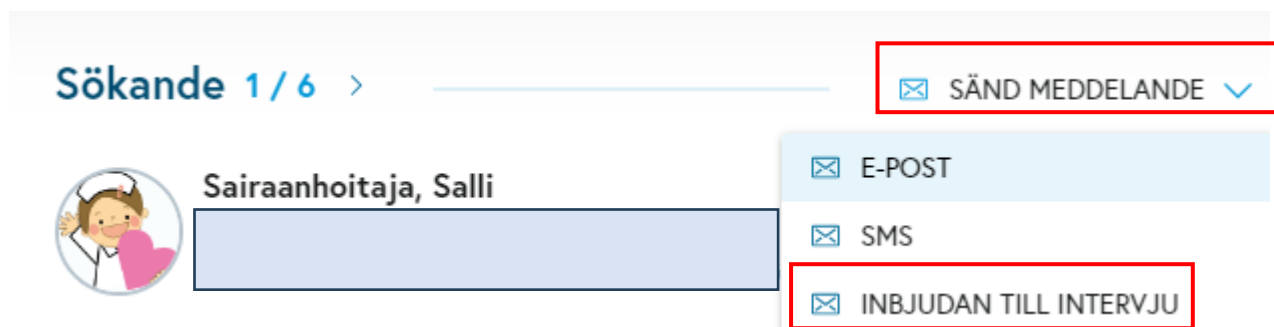 Sökande 1 / 6 >
SÄND MEDDELANDE
E-POST
Sairaanhoitaja, Salli
SMS
INBJUDAN TILL INTERVJU